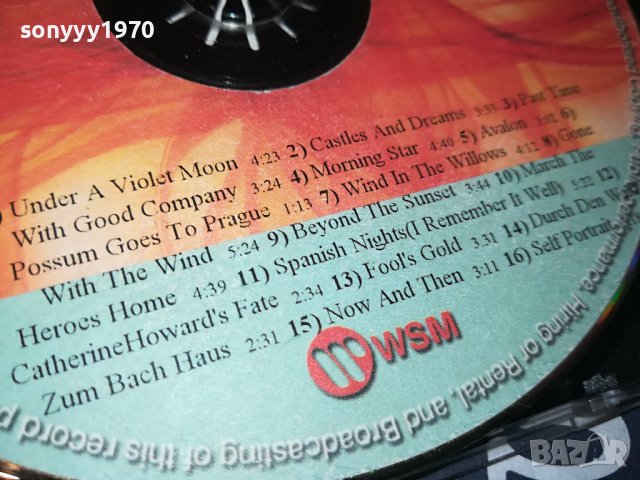 sonyyy1970
Under A Violet Moon 4:23 2) Castles And Dreams 3:33 3) Past Time
With Good Company 3:24 4) Morning Star 4:40 5) Avalon 3:02 6)
Possum Goes To Prague 1:13 7) Wind In The Willows 4:12 8) Gone
With The Wind 5:24 9) Beyond The Sunset 3:44 10) March The
Heroes Home 4:39 11) Spanish Nights(I Remember It Well) 5:22 12)
CatherineHoward's Fate 2:34 13) Fool's Gold 3:31 14) Durch Den W
Zum Bach Haus 2:31 15) Now And Then 3:11 16) Self Portrait
WSM
ormance, Hiring or Rental, and Broadcasting of this record p
BAZAR